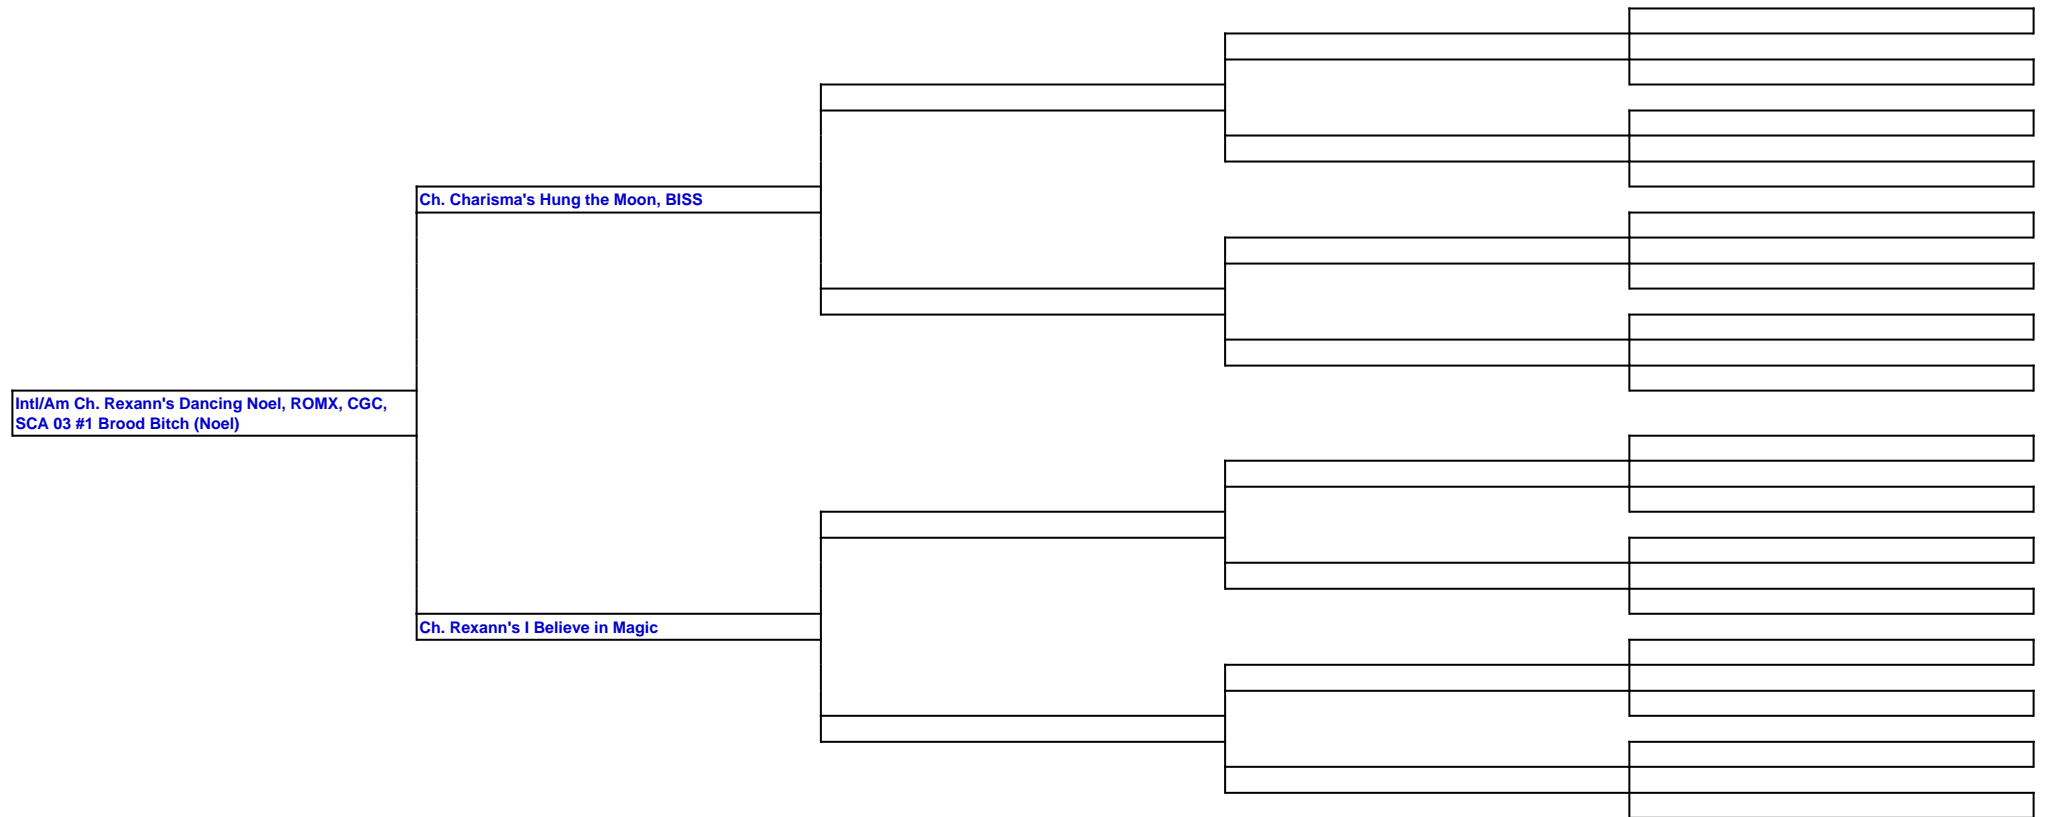 Ch. Charisma's Hung the Moon, BISS
Intl/Am Ch. Rexann's Dancing Noel, ROMX, CGC,
SCA 03 #1 Brood Bitch (Noel)
Ch. Rexann's I Believe in Magic